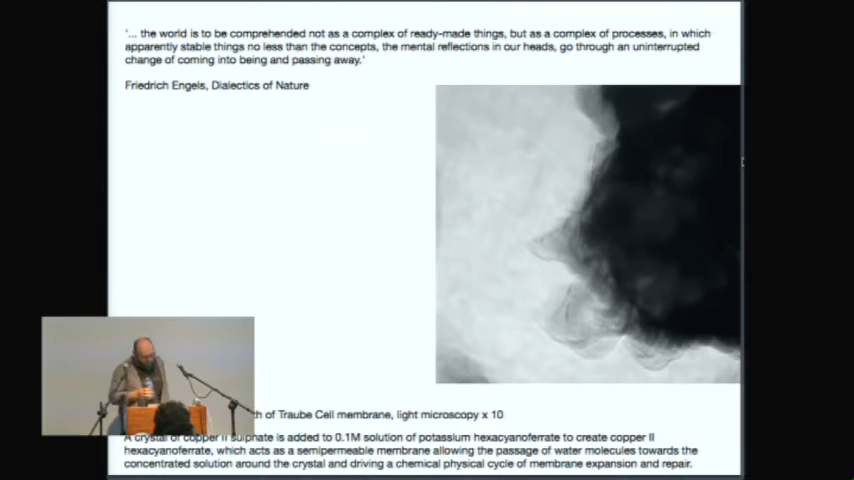 '... the world is to be comprehended not as a complex of ready-made things, but as a complex of processes, in which
apparently stable things no less than the concepts, the mental reflections in our heads, go through an uninterrupted
change of coming into being and passing away.'
Friedrich Engels, Dialectics of Nature
of Traube Cell membrane, light microscopy x 10
A crystal of copper II sulphate is added to 0.1M solution of potassium hexacyanoferrate to create copper II
hexacyanoferrate, which acts as a semipermeable membrane allowing the passage of water molecules towards the
concentrated solution around the crystal and driving a chemical physical cycle of membrane expansion and repair.